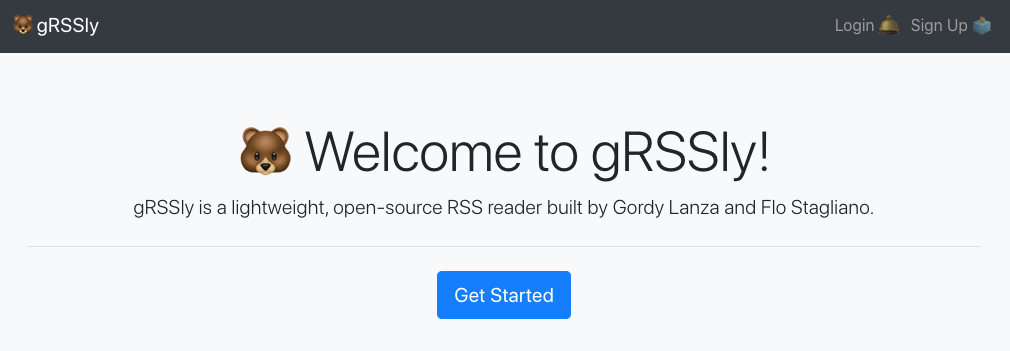 gRSSly
Login Sign Up
Welcome to gRSSly!
gRSSly is a lightweight, open-source RSS reader built by Gordy Lanza and Flo Stagliano.
Get Started